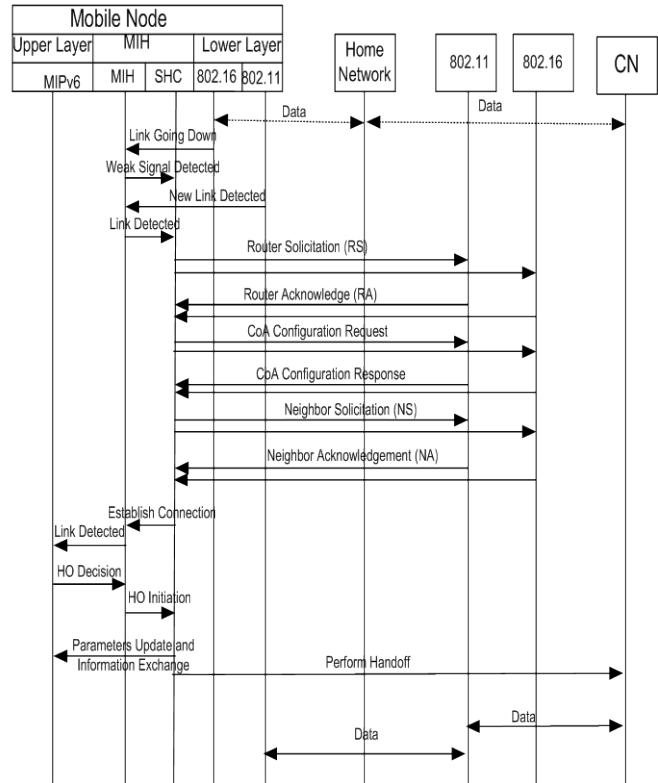 Mobile Node
Upper Layer
MIH
Lower Layer
MIPv6
MIH
SHC
802.16
802.11
Home
Network
802.11
802.16
CN
Data
Data
Link Going Down
Weak Signal Detected
New Link Detected
Link Detected
Router Solicitation (RS)
Router Acknowledge (RA)
CoA Configuration Request
CoA Configuration Response
Neighbor Solicitation (NS)
Neighbor Acknowledgement (NA)
Establish Connection
Link Detected
HO Decision
HO Initiation
Parameters Update and
Information Exchange
Perform Handoff
Data
Data